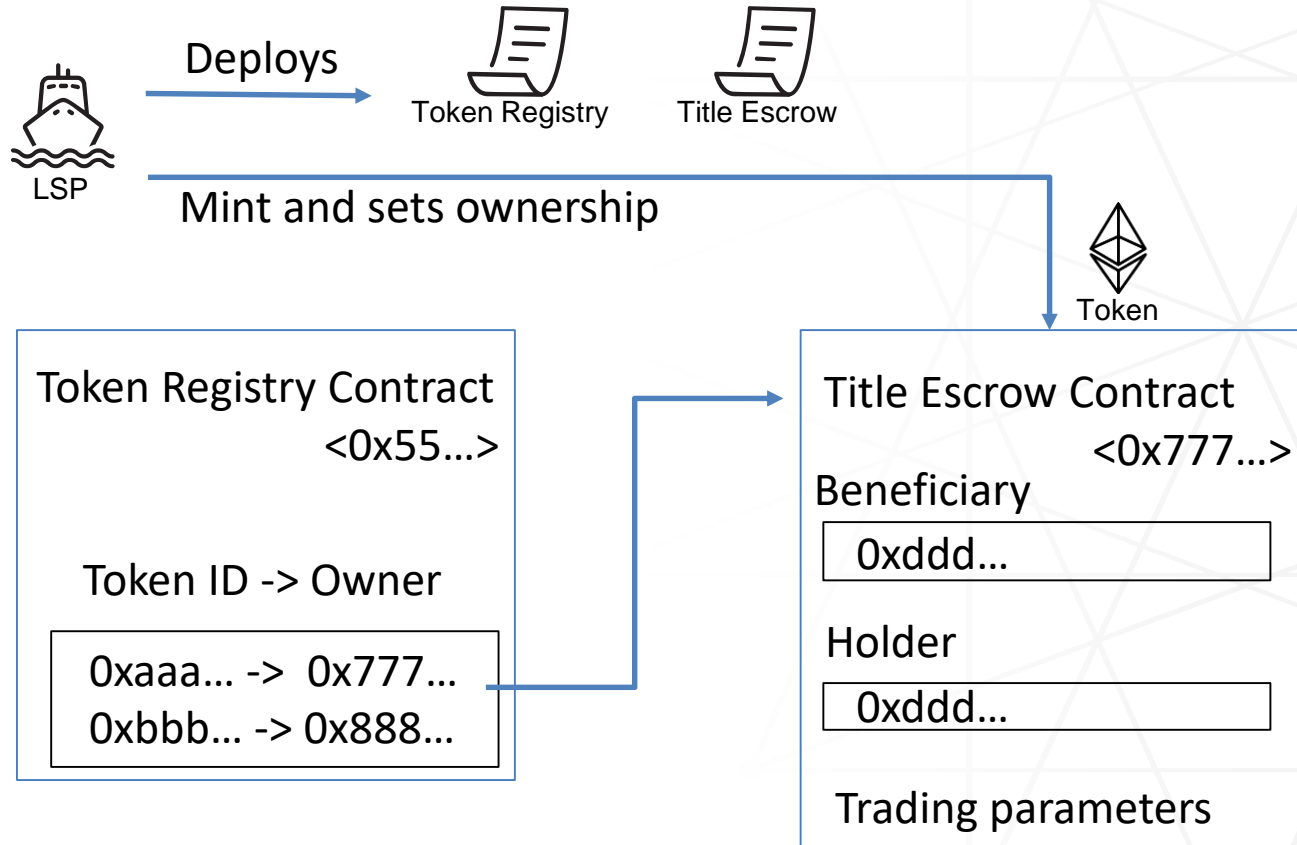 Deploys
Token Registry
Title Escrow
LSP
Mint and sets ownership
Token
Token Registry Contract
<0x55...>
Token ID -> Owner
0xaaa... -> 0x777...
0xbbb... -> 0x888...
Title Escrow Contract
<0x777...>
Beneficiary
0xddd...
Holder
0xddd...
Trading parameters